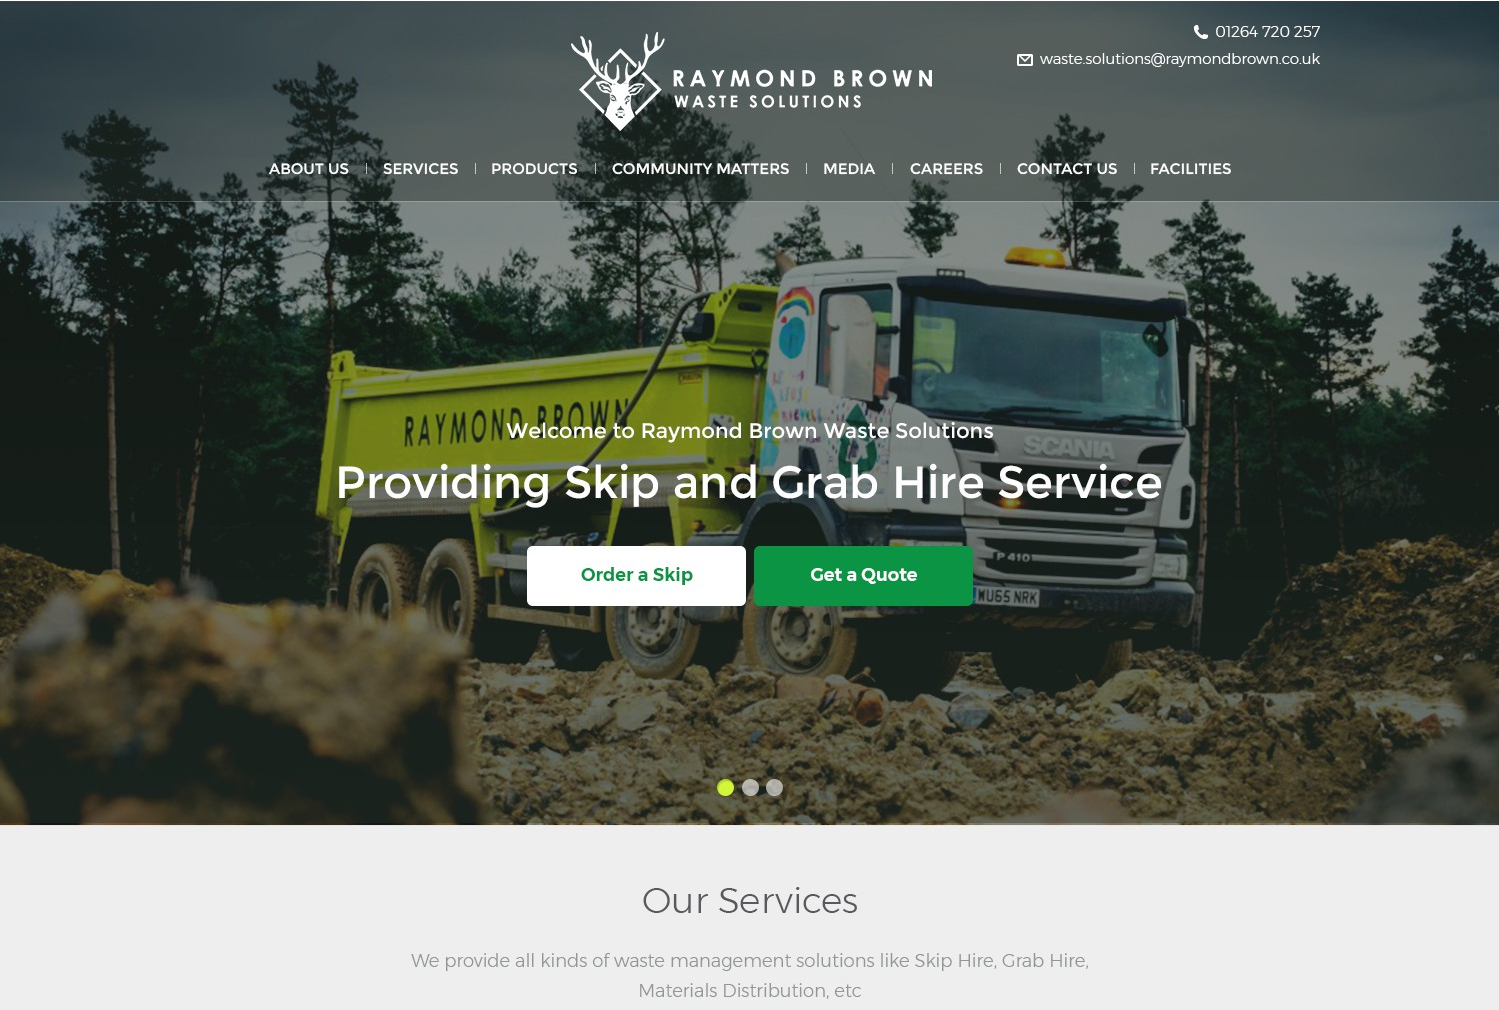 01264 720 257
waste.solutions@raymondbrown.co.uk
RAYMOND BROWN
WASTE SOLUTIONS
ABOUT US
SERVICES
PRODUCTS
COMMUNITY MATTERS
MEDIA
CAREERS
CONTACT US
FACILITIES
RAYMOND BROWN
SCANIA
P 410
WU65 NRK
Welcome to Raymond Brown Waste Solutions
Providing Skip and Grab Hire Service
Order a Skip
Get a Quote
Our Services
We provide all kinds of waste management solutions like Skip Hire, Grab Hire,
Materials Distribution, etc